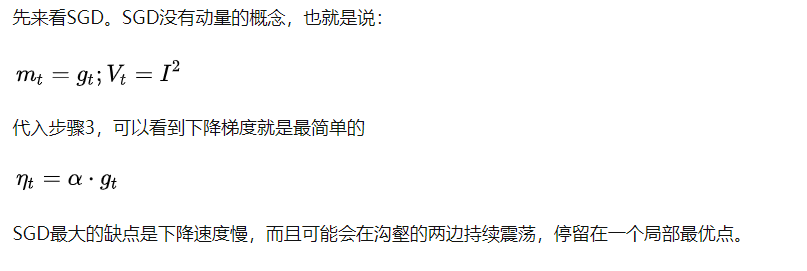 先来看SGD。SGD没有动量的概念，也就是说：
m_t = g_t; V_t = I^2
代入步骤3，可以看到下降梯度就是最简单的
η_t = α · g_t
SGD最大的缺点是下降速度慢，而且可能会在沟壑的两边持续震荡，停留在一个局部最优点。